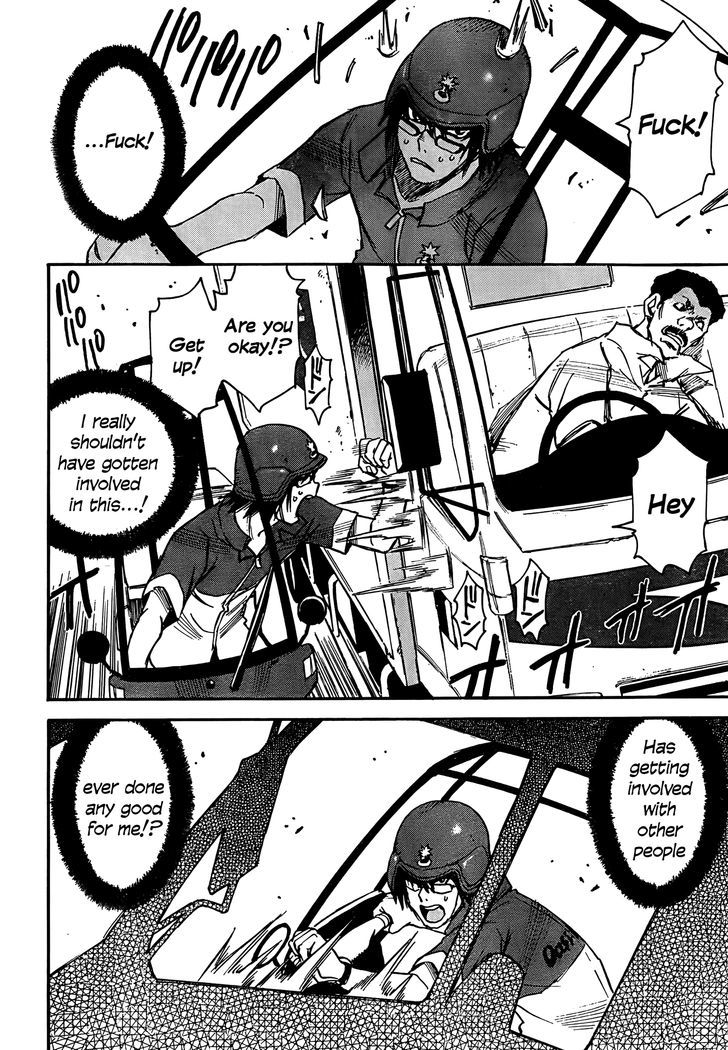 Fuck!
...Fuck!
Hey
Are you
okay!?
Get
up!
I really
shouldn't
have gotten
involved
in this...!
Has
getting
involved
with
other
people
ever done
any good
for me!?